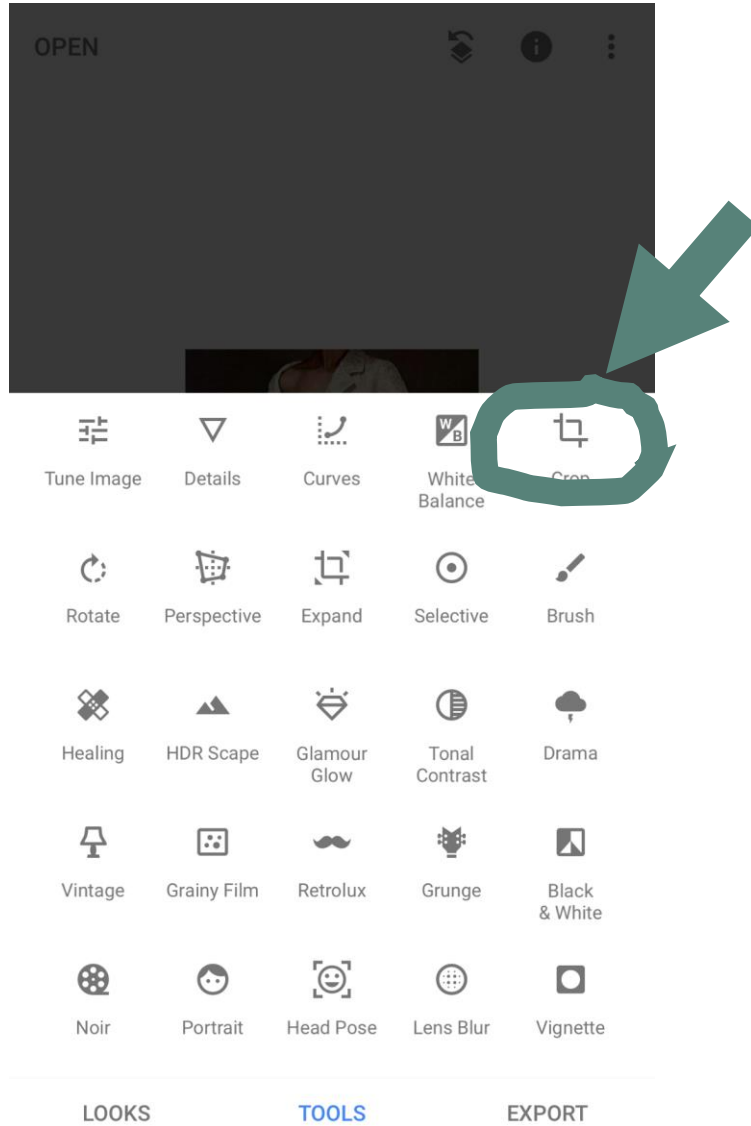 OPEN
Tune Image
Details
Curves
White
Balance
Crop
Rotate
Perspective
Expand
Selective
Brush
Healing
HDR Scape
Glamour
Glow
Tonal
Contrast
Drama
Vintage
Grainy Film
Retrolux
Grunge
Black
& White
Noir
Portrait
Head Pose
Lens Blur
Vignette
LOOKS
TOOLS
EXPORT